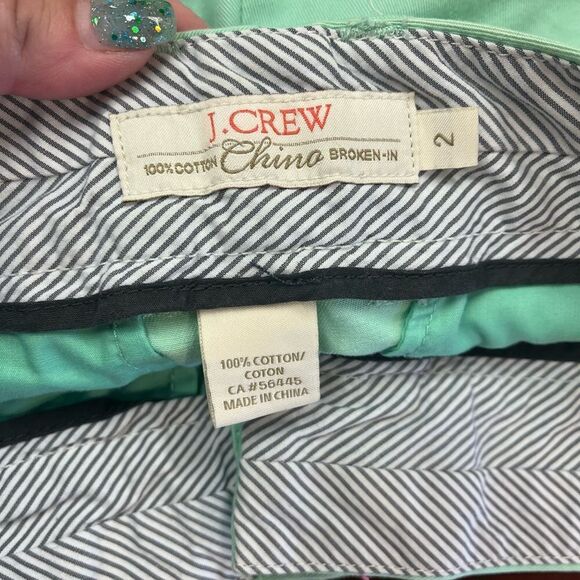 J.CREW
100% COTTON Chino BROKEN-IN
2
100% COTTON/
COTON
CA #56445
MADE IN CHINA